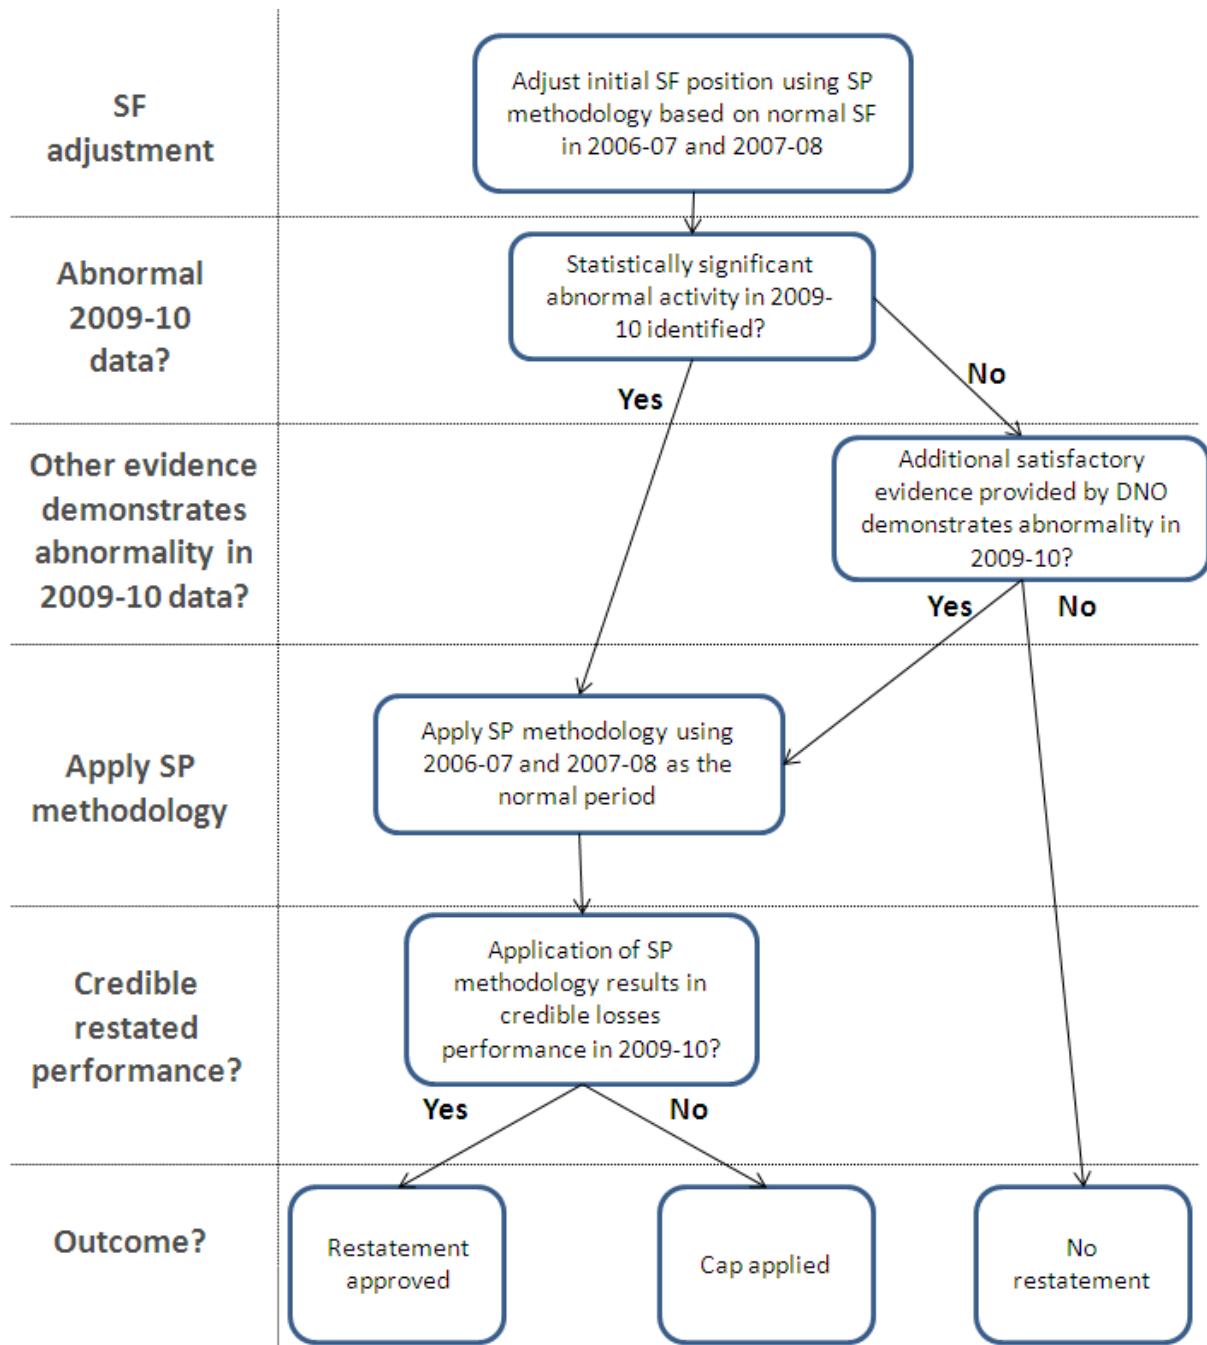 SF
adjustment
Adjust initial SF position using SP
methodology based on normal SF
in 2006-07 and 2007-08
Abnormal
2009-10
data?
Statistically significant
abnormal activity in 2009-
10 identified?
Yes
No
Other evidence
demonstrates
abnormality in
2009-10 data?
Additional satisfactory
evidence provided by DNO
demonstrates abnormality in
2009-10?
Yes
No
Apply SP
methodology
Apply SP methodology using
2006-07 and 2007-08 as the
normal period
Credible
restated
performance?
Application of SP
methodology results in
credible losses
performance in 2009-10?
Yes
No
Outcome?
Restatement
approved
Cap applied
No
restatement